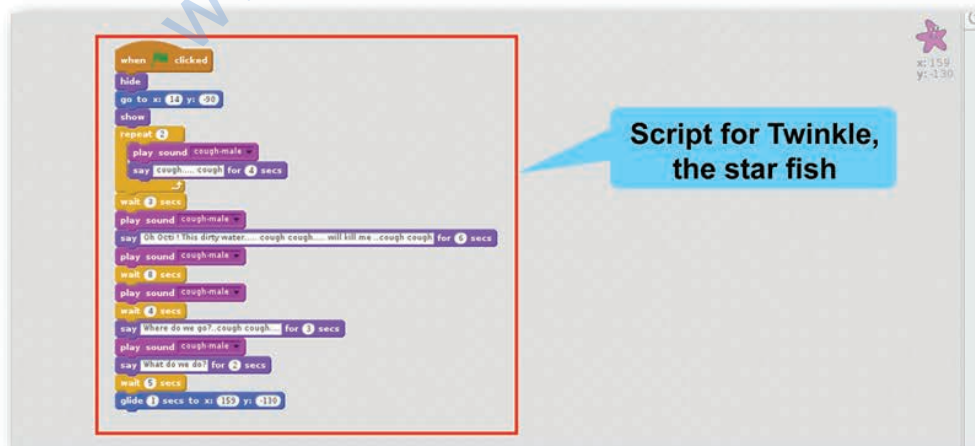 w
x: 159
y: -130
when clicked
hide
go to x: 14 y: -90
show
repeat 2
play sound cough-male
say cough..... cough for 4 secs
wait 3 secs
play sound cough-male
say Oh Octi ! This dirty water..... cough cough..... will kill me ..cough cough for 6 secs
play sound cough-male
wait 8 secs
play sound cough-male
wait 4 secs
say Where do we go?..cough cough.... for 3 secs
play sound cough-male
say What do we do? for 2 secs
wait 5 secs
glide 1 secs to x: 159 y: -130
Script for Twinkle,
the star fish